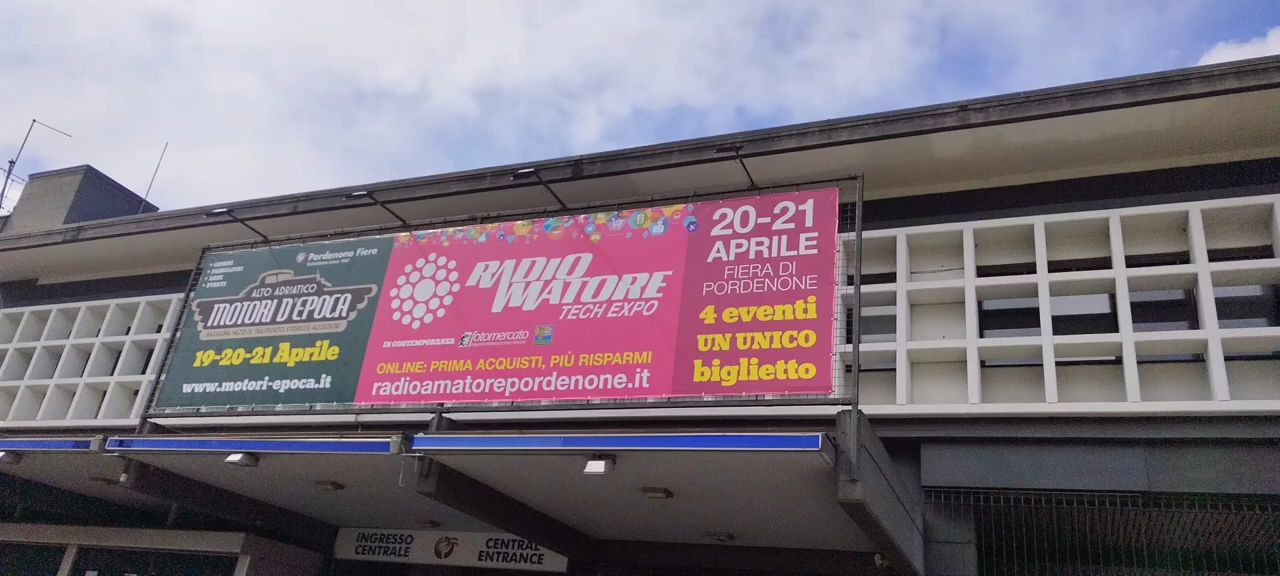 Pordenone Fiere
ALTO ADRIATICO
MOTORI D'EPOCA
19-20-21 Aprile
www.motori-epoca.it
RADIO
MATORE
TECH EXPO
IN CONTEMPORANEA
fotomercato
ONLINE: PRIMA ACQUISTI, PIÙ RISPARMI
radioamatorepordenone.it
20-21
APRILE
FIERA DI
PORDENONE
4 eventi
UN UNICO
biglietto
INGRESSO
CENTRALE
CENTRAL
ENTRANCE